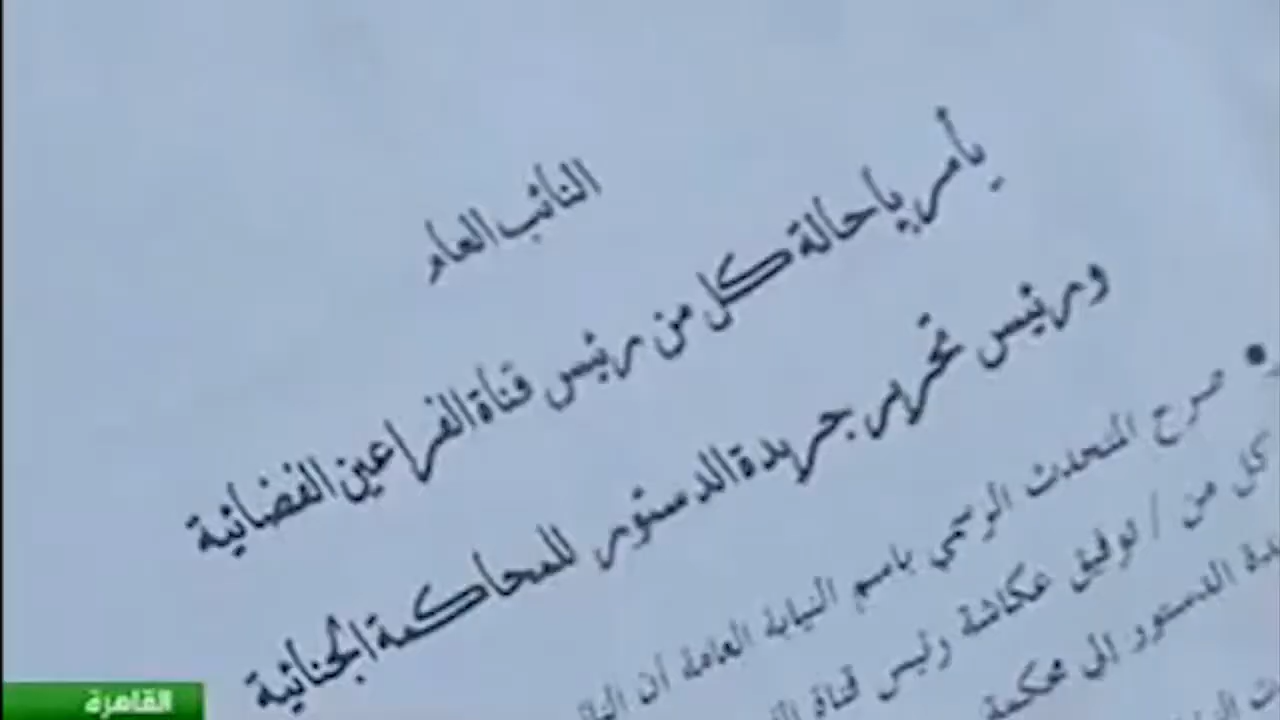 النائب العام
يأمر بإحالة كل من رئيس قناة الفراعين الفضائية
ورئيس تحرير جريدة الدستور للمحاكمة الجنائية
صرح المتحدث الرسمي باسم النيابة العامة أن
كل من / توفيق عكاشة رئيس قناة
الدستور الى محكمة
القاهرة